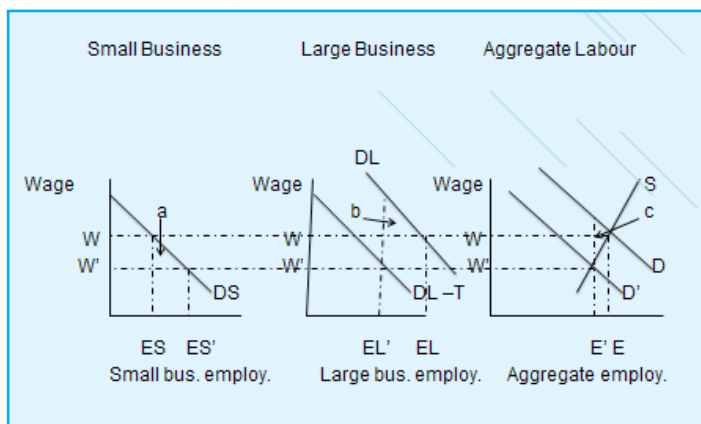 Small Business Large Business Aggregate Labour
DL
Wage Wage Wage S
a b c
W W W
W' W' W'
DS DL –T D
D'
ES ES' EL' EL E' E
Small bus. employ. Large bus. employ. Aggregate employ.